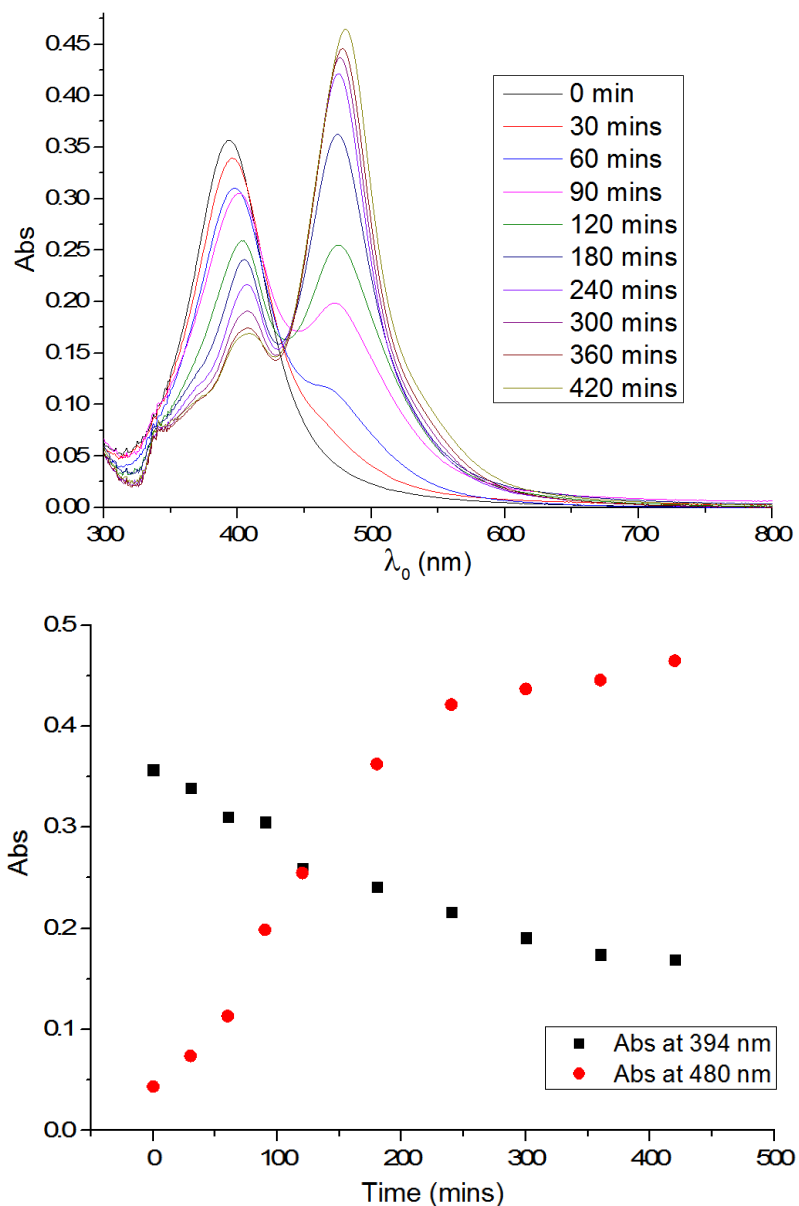 0.45
0.40
0.35
0.30
0.25
0.20
0.15
0.10
0.05
0.00
Abs
300
400
500
600
700
800
λ0 (nm)
0 min
30 mins
60 mins
90 mins
120 mins
180 mins
240 mins
300 mins
360 mins
420 mins
0.5
0.4
0.3
0.2
0.1
0.0
Abs
0
100
200
300
400
500
Time (mins)
Abs at 394 nm
Abs at 480 nm